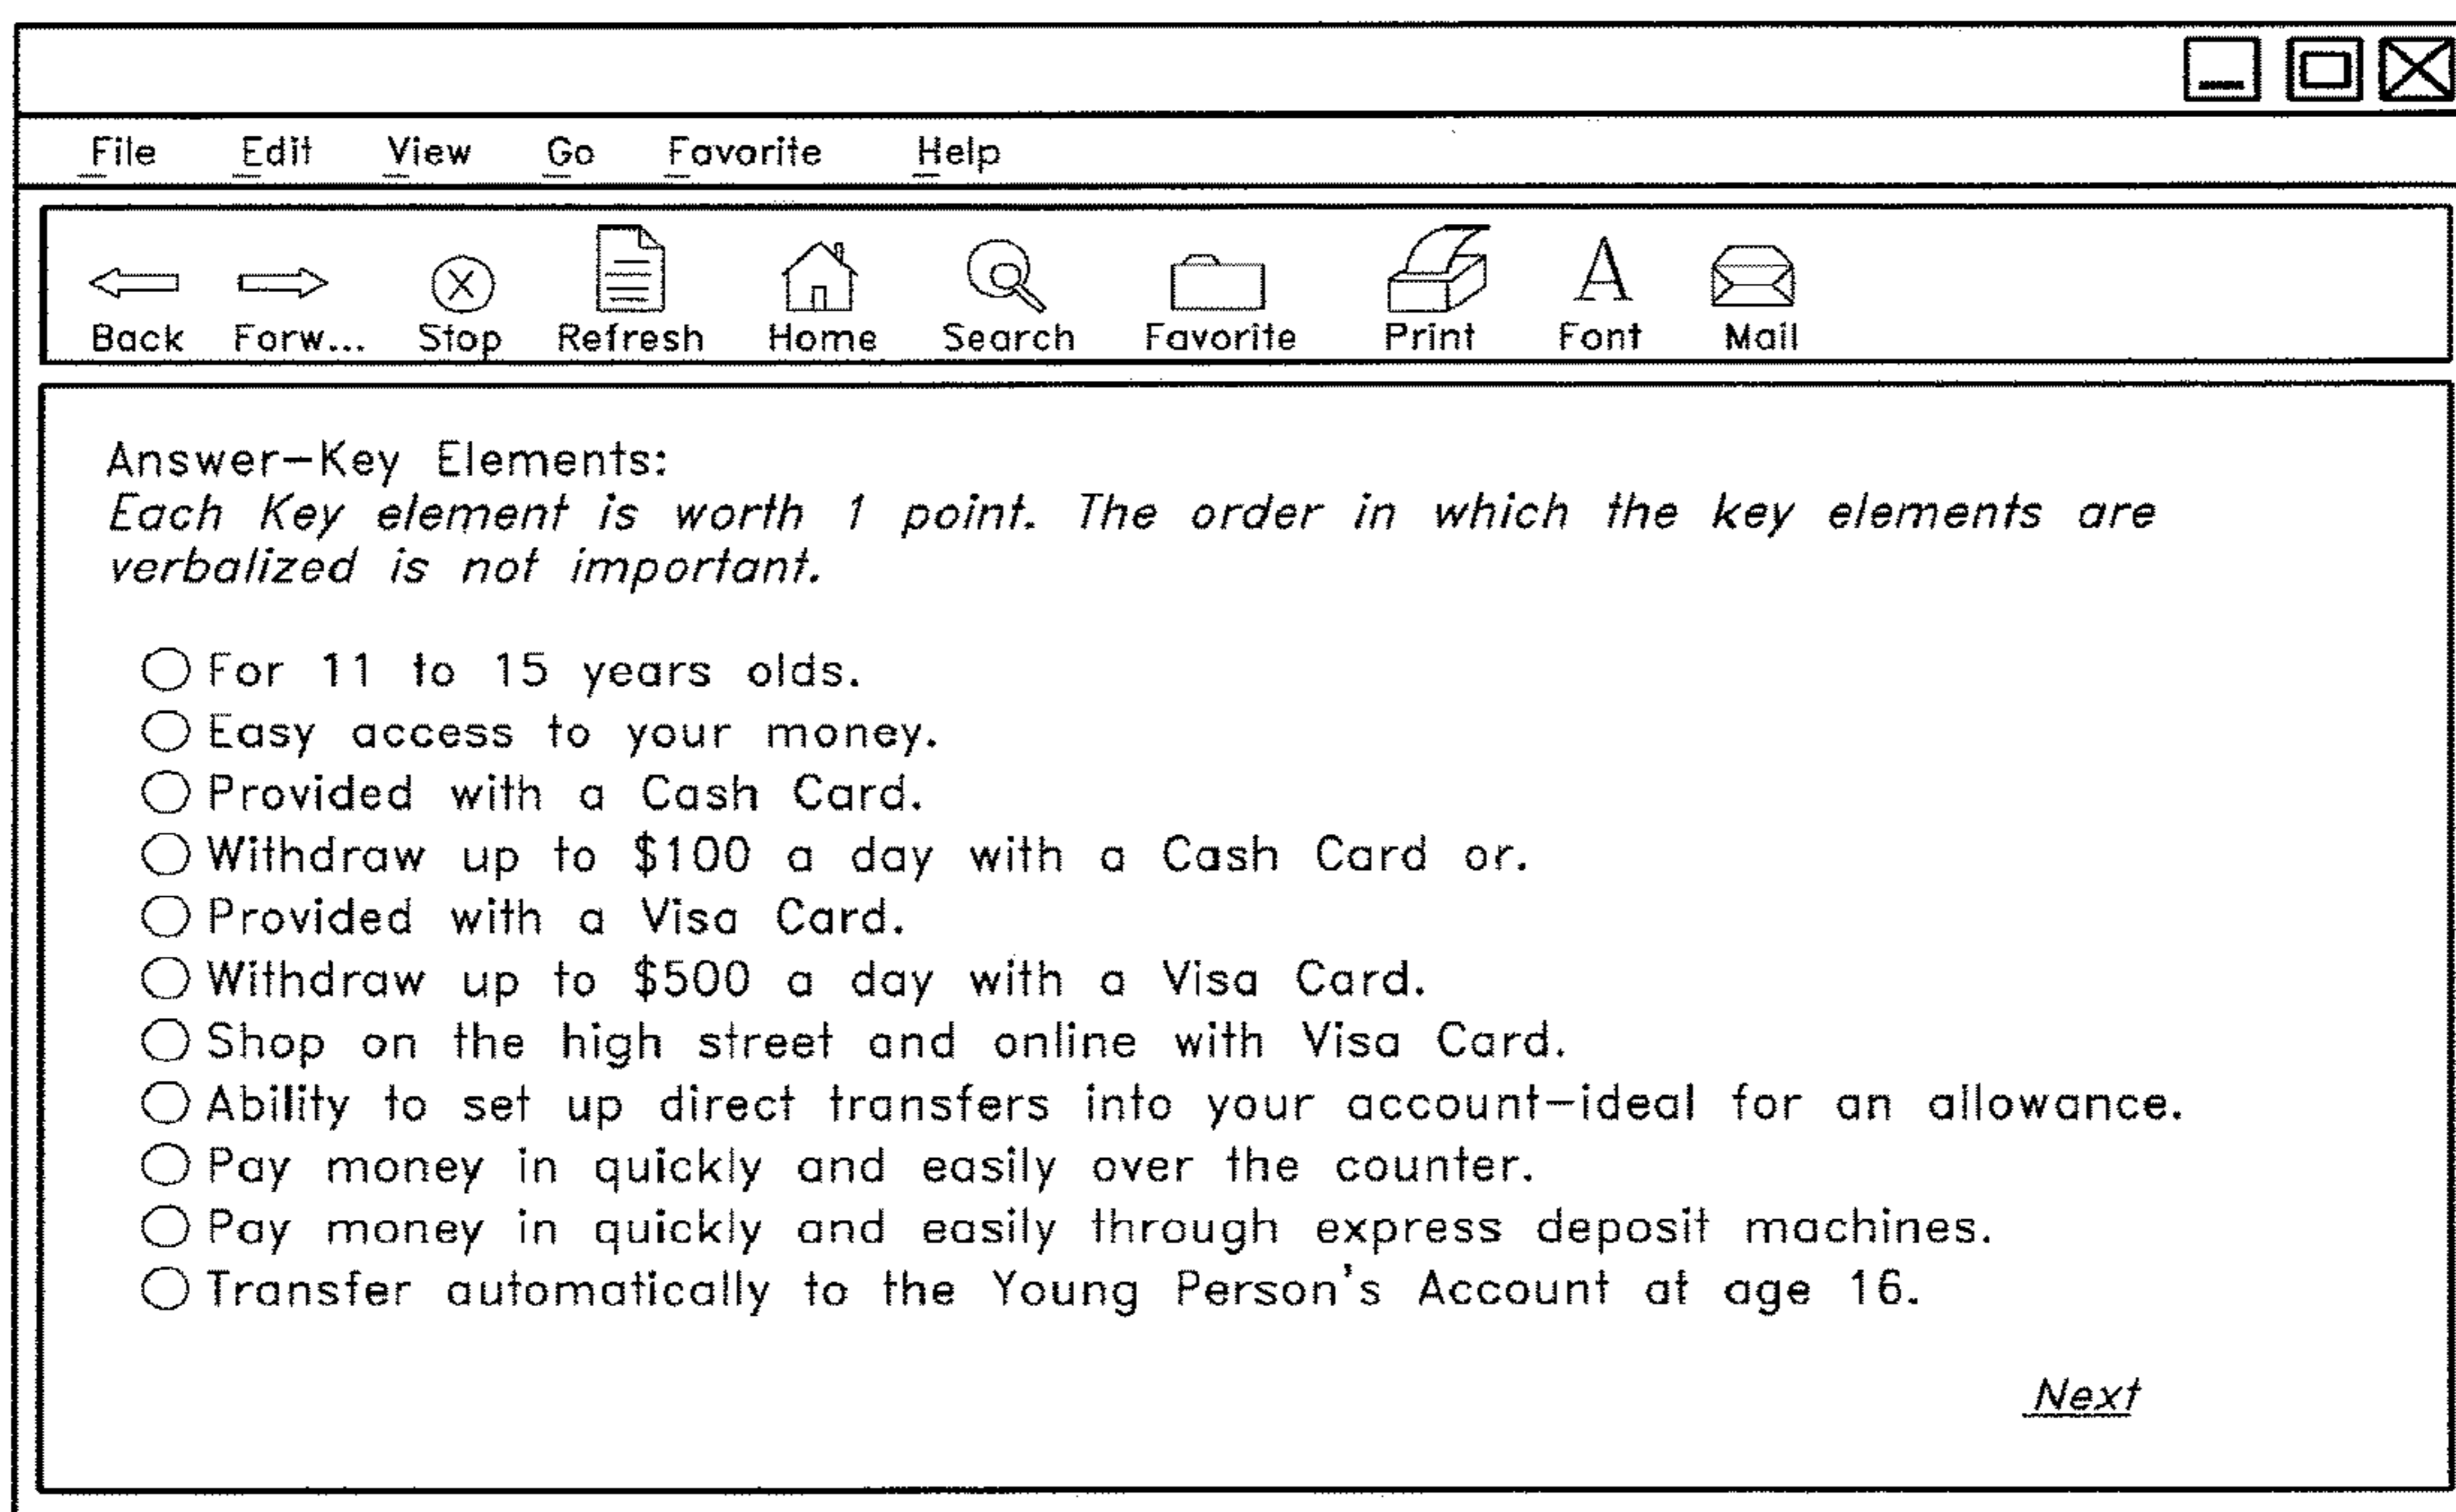 File Edit View Go Favorite Help
Back Forw... Stop Refresh Home Search Favorite Print Font Mail
Answer-Key Elements:
Each Key element is worth 1 point. The order in which the key elements are
verbalized is not important.
For 11 to 15 years olds.
Easy access to your money.
Provided with a Cash Card.
Withdraw up to $100 a day with a Cash Card or.
Provided with a Visa Card.
Withdraw up to $500 a day with a Visa Card.
Shop on the high street and online with Visa Card.
Ability to set up direct transfers into your account-ideal for an allowance.
Pay money in quickly and easily over the counter.
Pay money in quickly and easily through express deposit machines.
Transfer automatically to the Young Person's Account at age 16.
Next